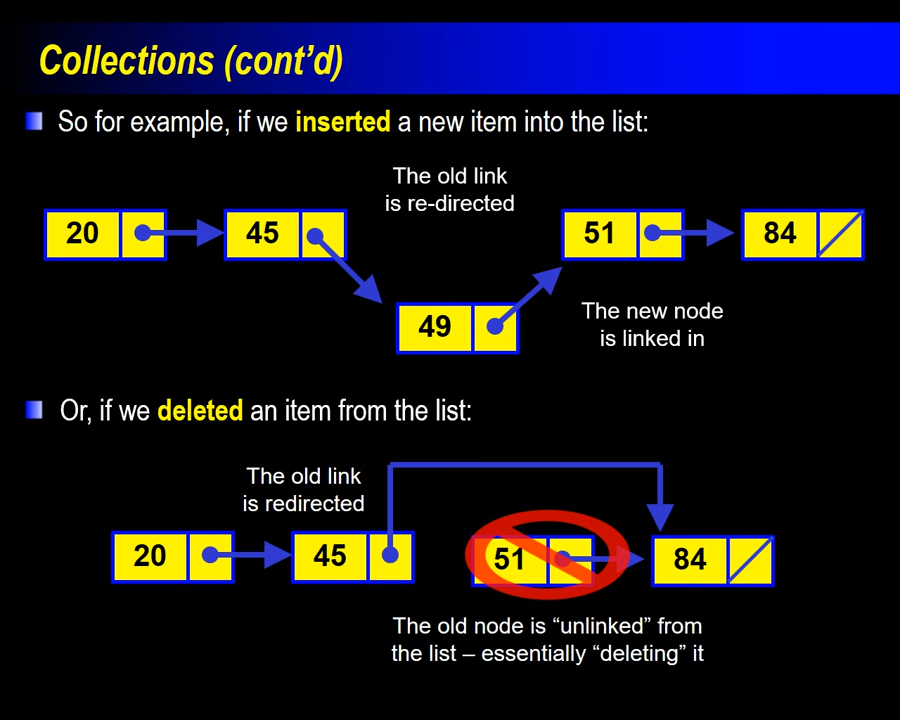 Collections (cont’d)
So for example, if we inserted a new item into the list:
The old link
is re-directed
20
45
51
84
49
The new node
is linked in
Or, if we deleted an item from the list:
The old link
is redirected
20
45
51
84
The old node is “unlinked” from
the list – essentially “deleting” it